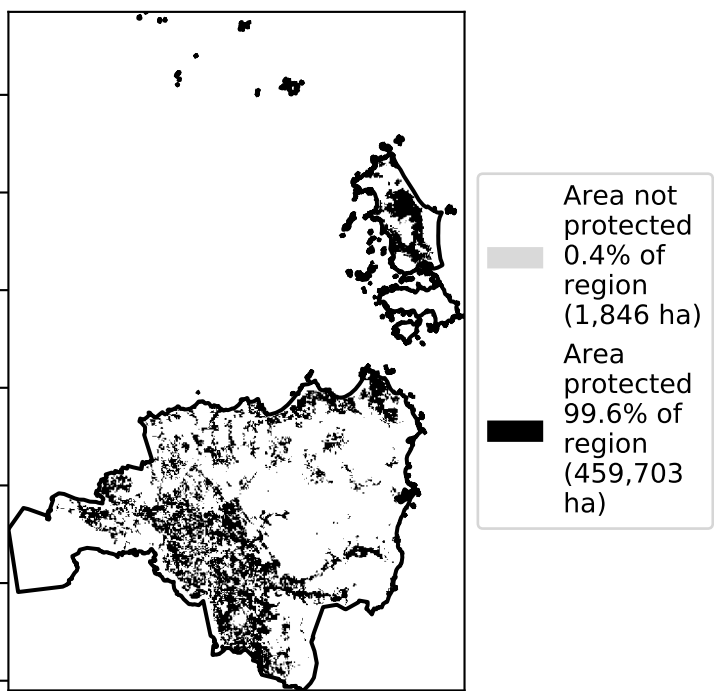 Area not
protected
0.4% of
region
(1,846 ha)
Area
protected
99.6% of
region
(459,703
ha)